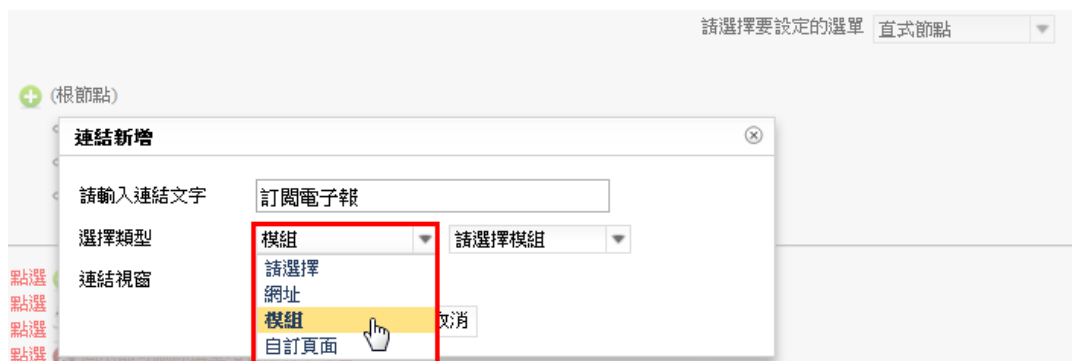 請選擇要設定的選單 直式節點
(根節點)
連結新增
請輸入連結文字 訂閱電子報
選擇類型 模組 請選擇模組
連結視窗 請選擇
網址
模組
自訂頁面
取消
點選
點選
點選
點選